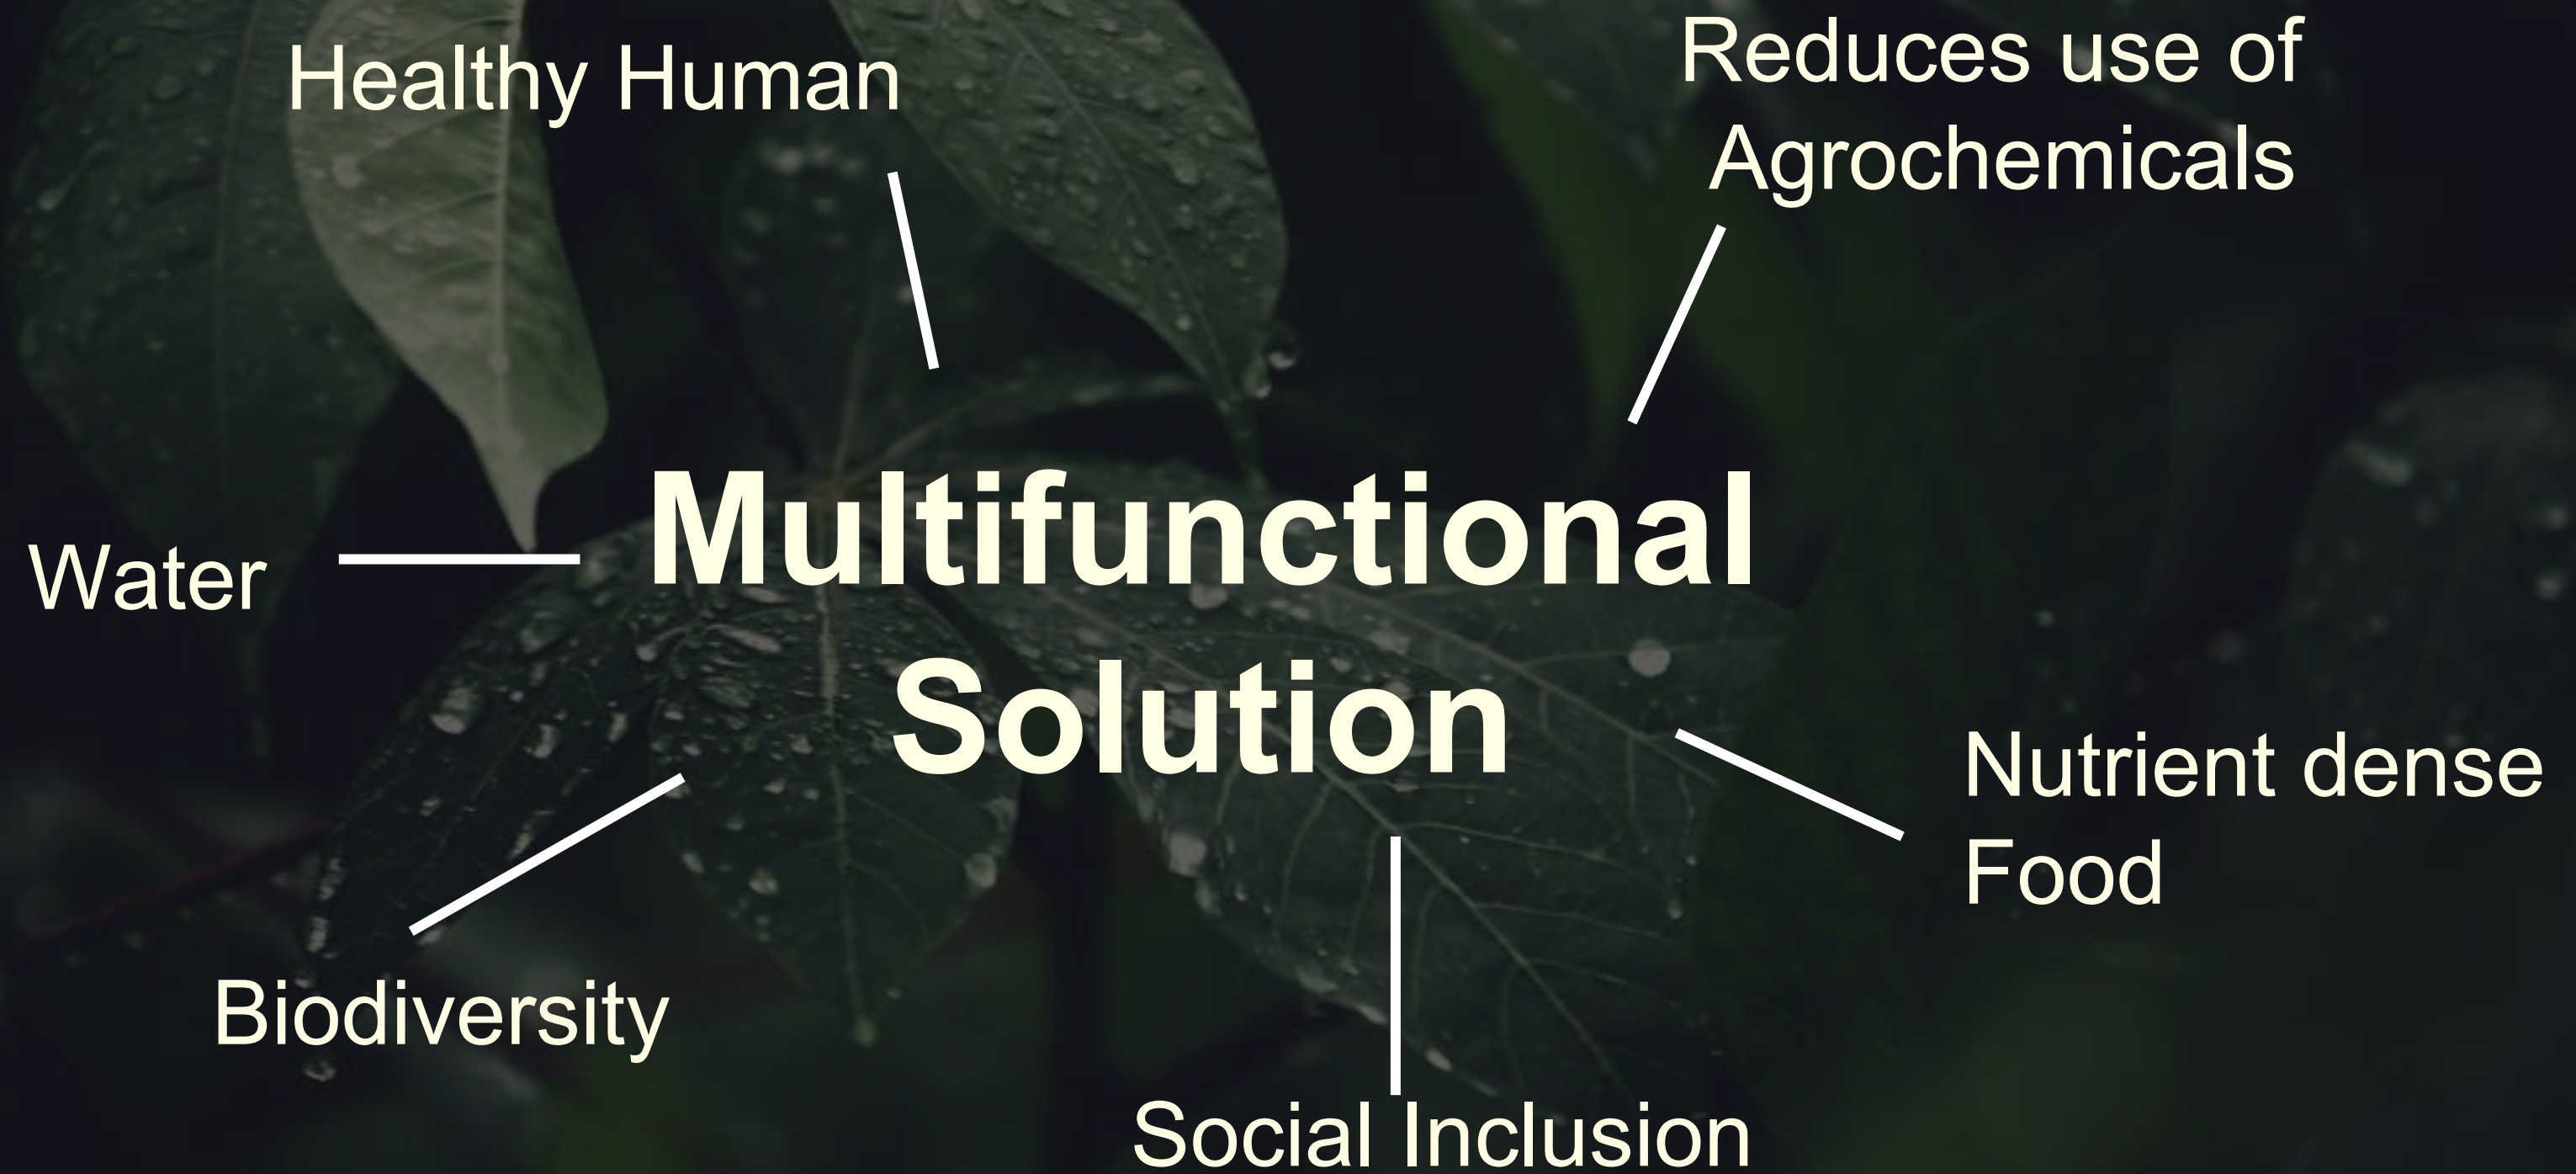 Healthy Human
Reduces use of
Agrochemicals
Multifunctional
Solution
Water
Nutrient dense
Food
Biodiversity
Social Inclusion